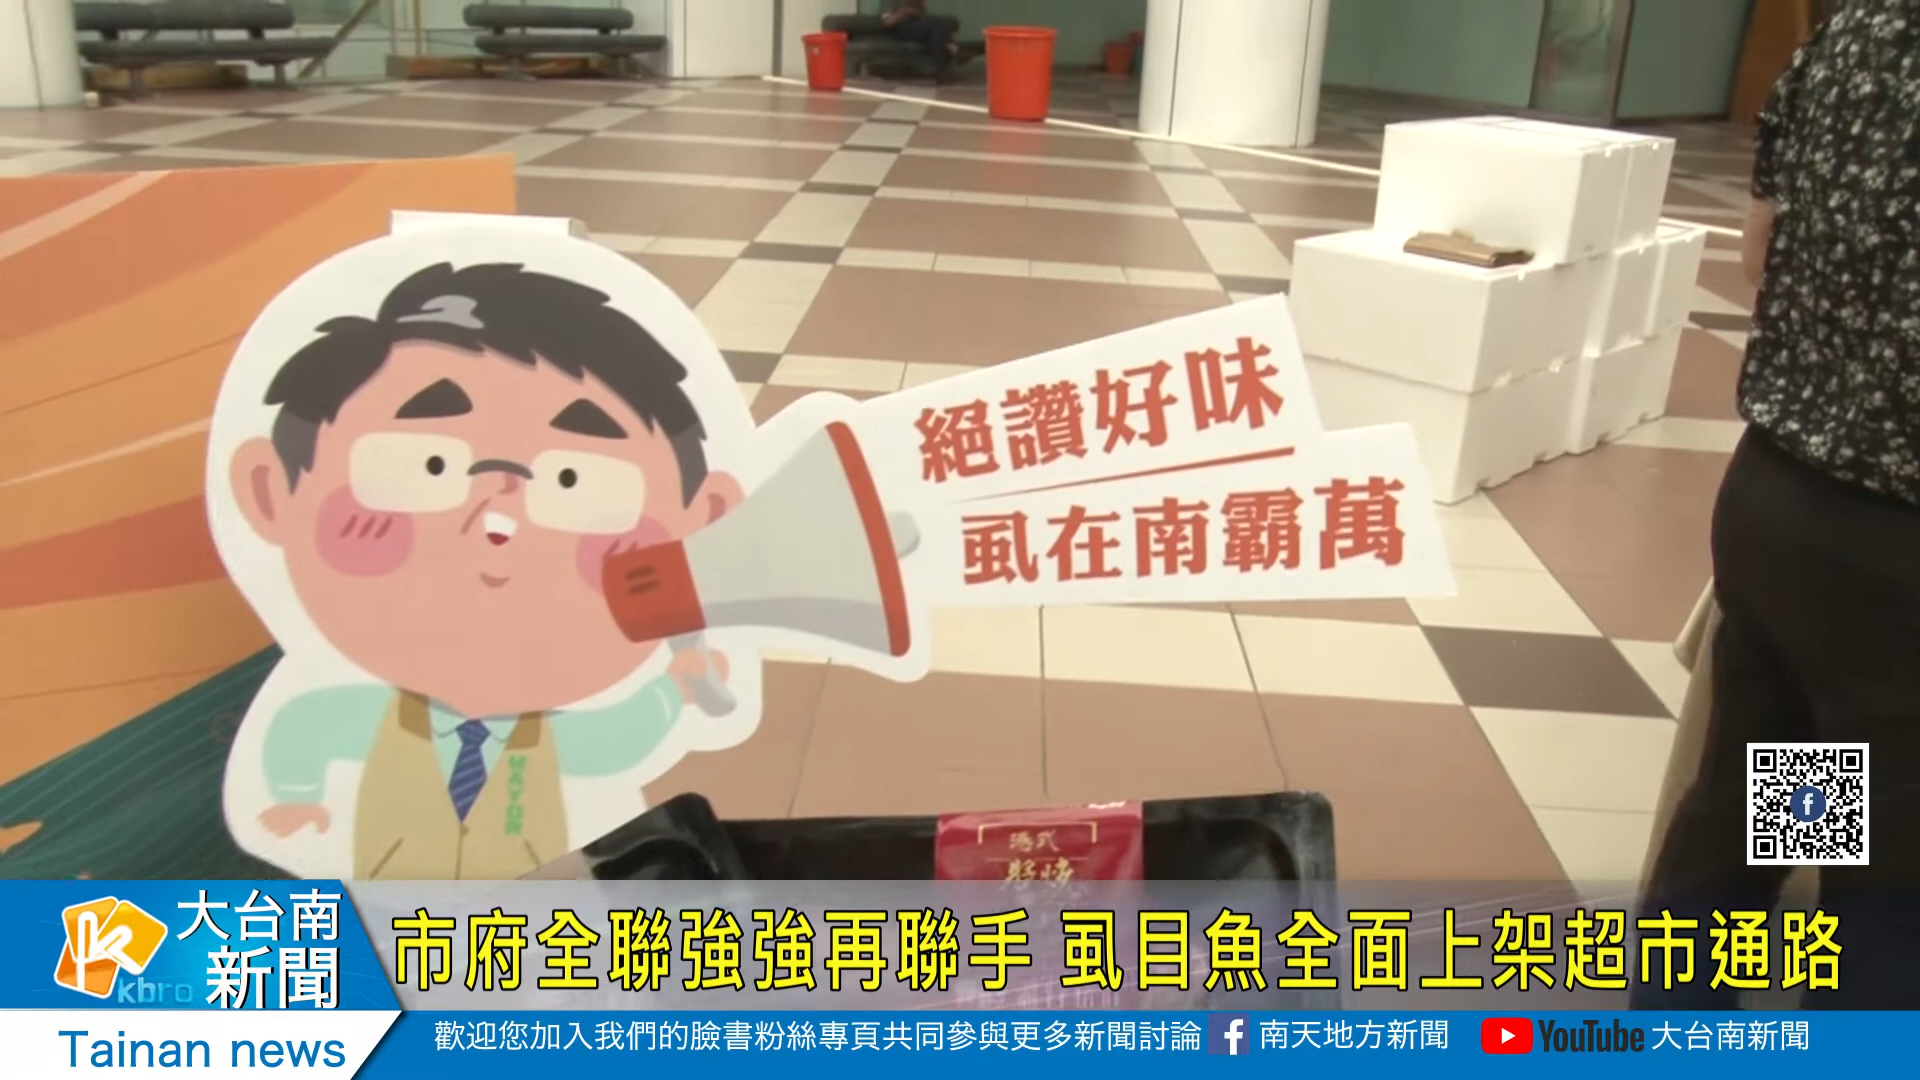 絕讚好味
虱在南霸萬
MAYOR
港式
kbro
大台南
新聞
市府全聯強強再聯手 虱目魚全面上架超市通路
Tainan news
歡迎您加入我們的臉書粉絲專頁共同參與更多新聞討論 南天地方新聞 YouTube 大台南新聞